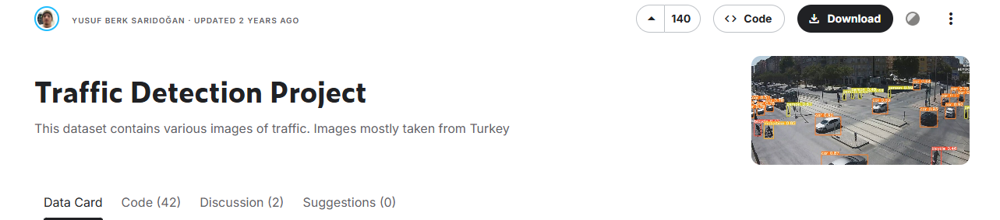 YUSUF BERK SARIDOĞAN · UPDATED 2 YEARS AGO
140
<> Code
Download
Traffic Detection Project
This dataset contains various images of traffic. Images mostly taken from Turkey
Data Card
Code (42)
Discussion (2)
Suggestions (0)